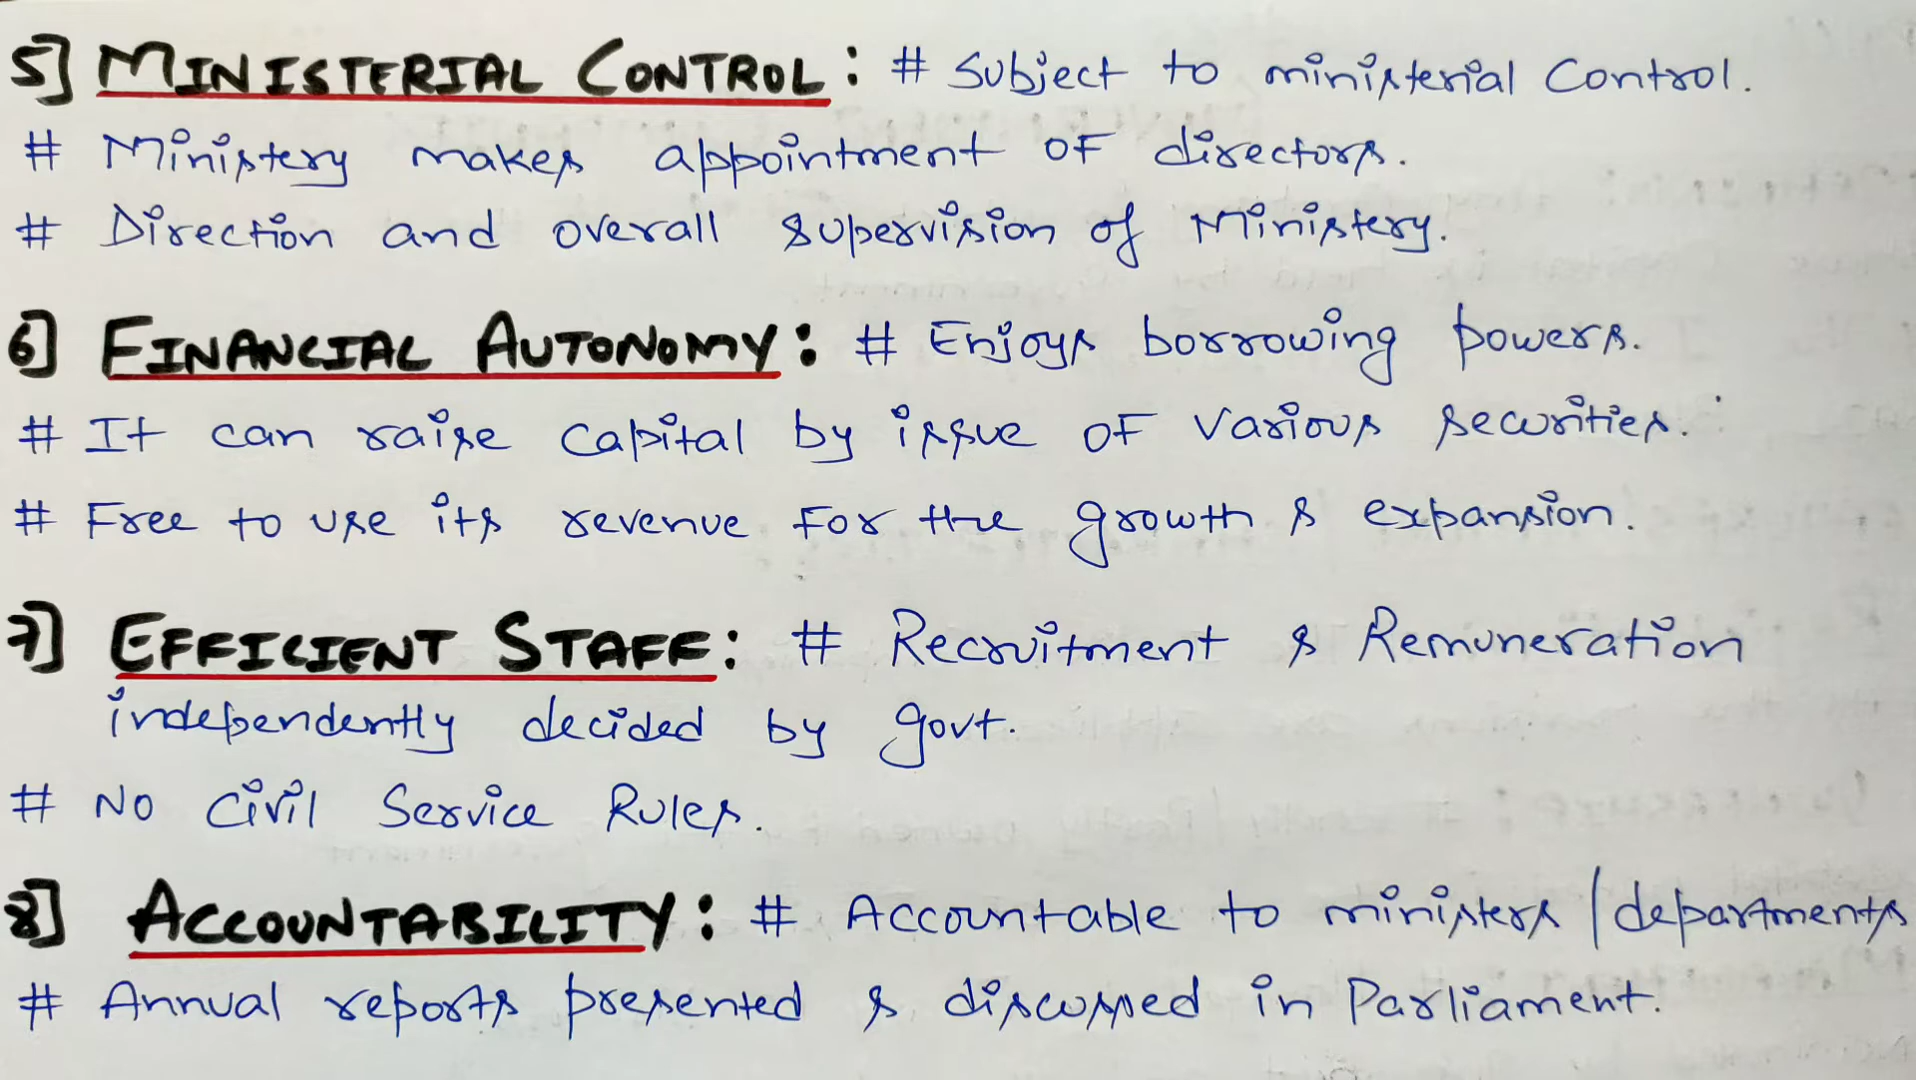 5] MINISTERIAL CONTROL: # Subject to ministerial Control.
# Ministery makes appointment of directors.
# Direction and overall supervision of Ministery.
6] FINANCIAL AUTONOMY: # Enjoys borrowing powers.
# It can raise capital by issue of various securities.
# Free to use its revenue for the growth & expansion.
7] EFFICIENT STAFF: # Recruitment & Remuneration
independently decided by govt.
# No Civil Service Rules.
8] ACCOUNTABILITY: # Accountable to ministers / departments
# Annual reports presented & discussed in Parliament.